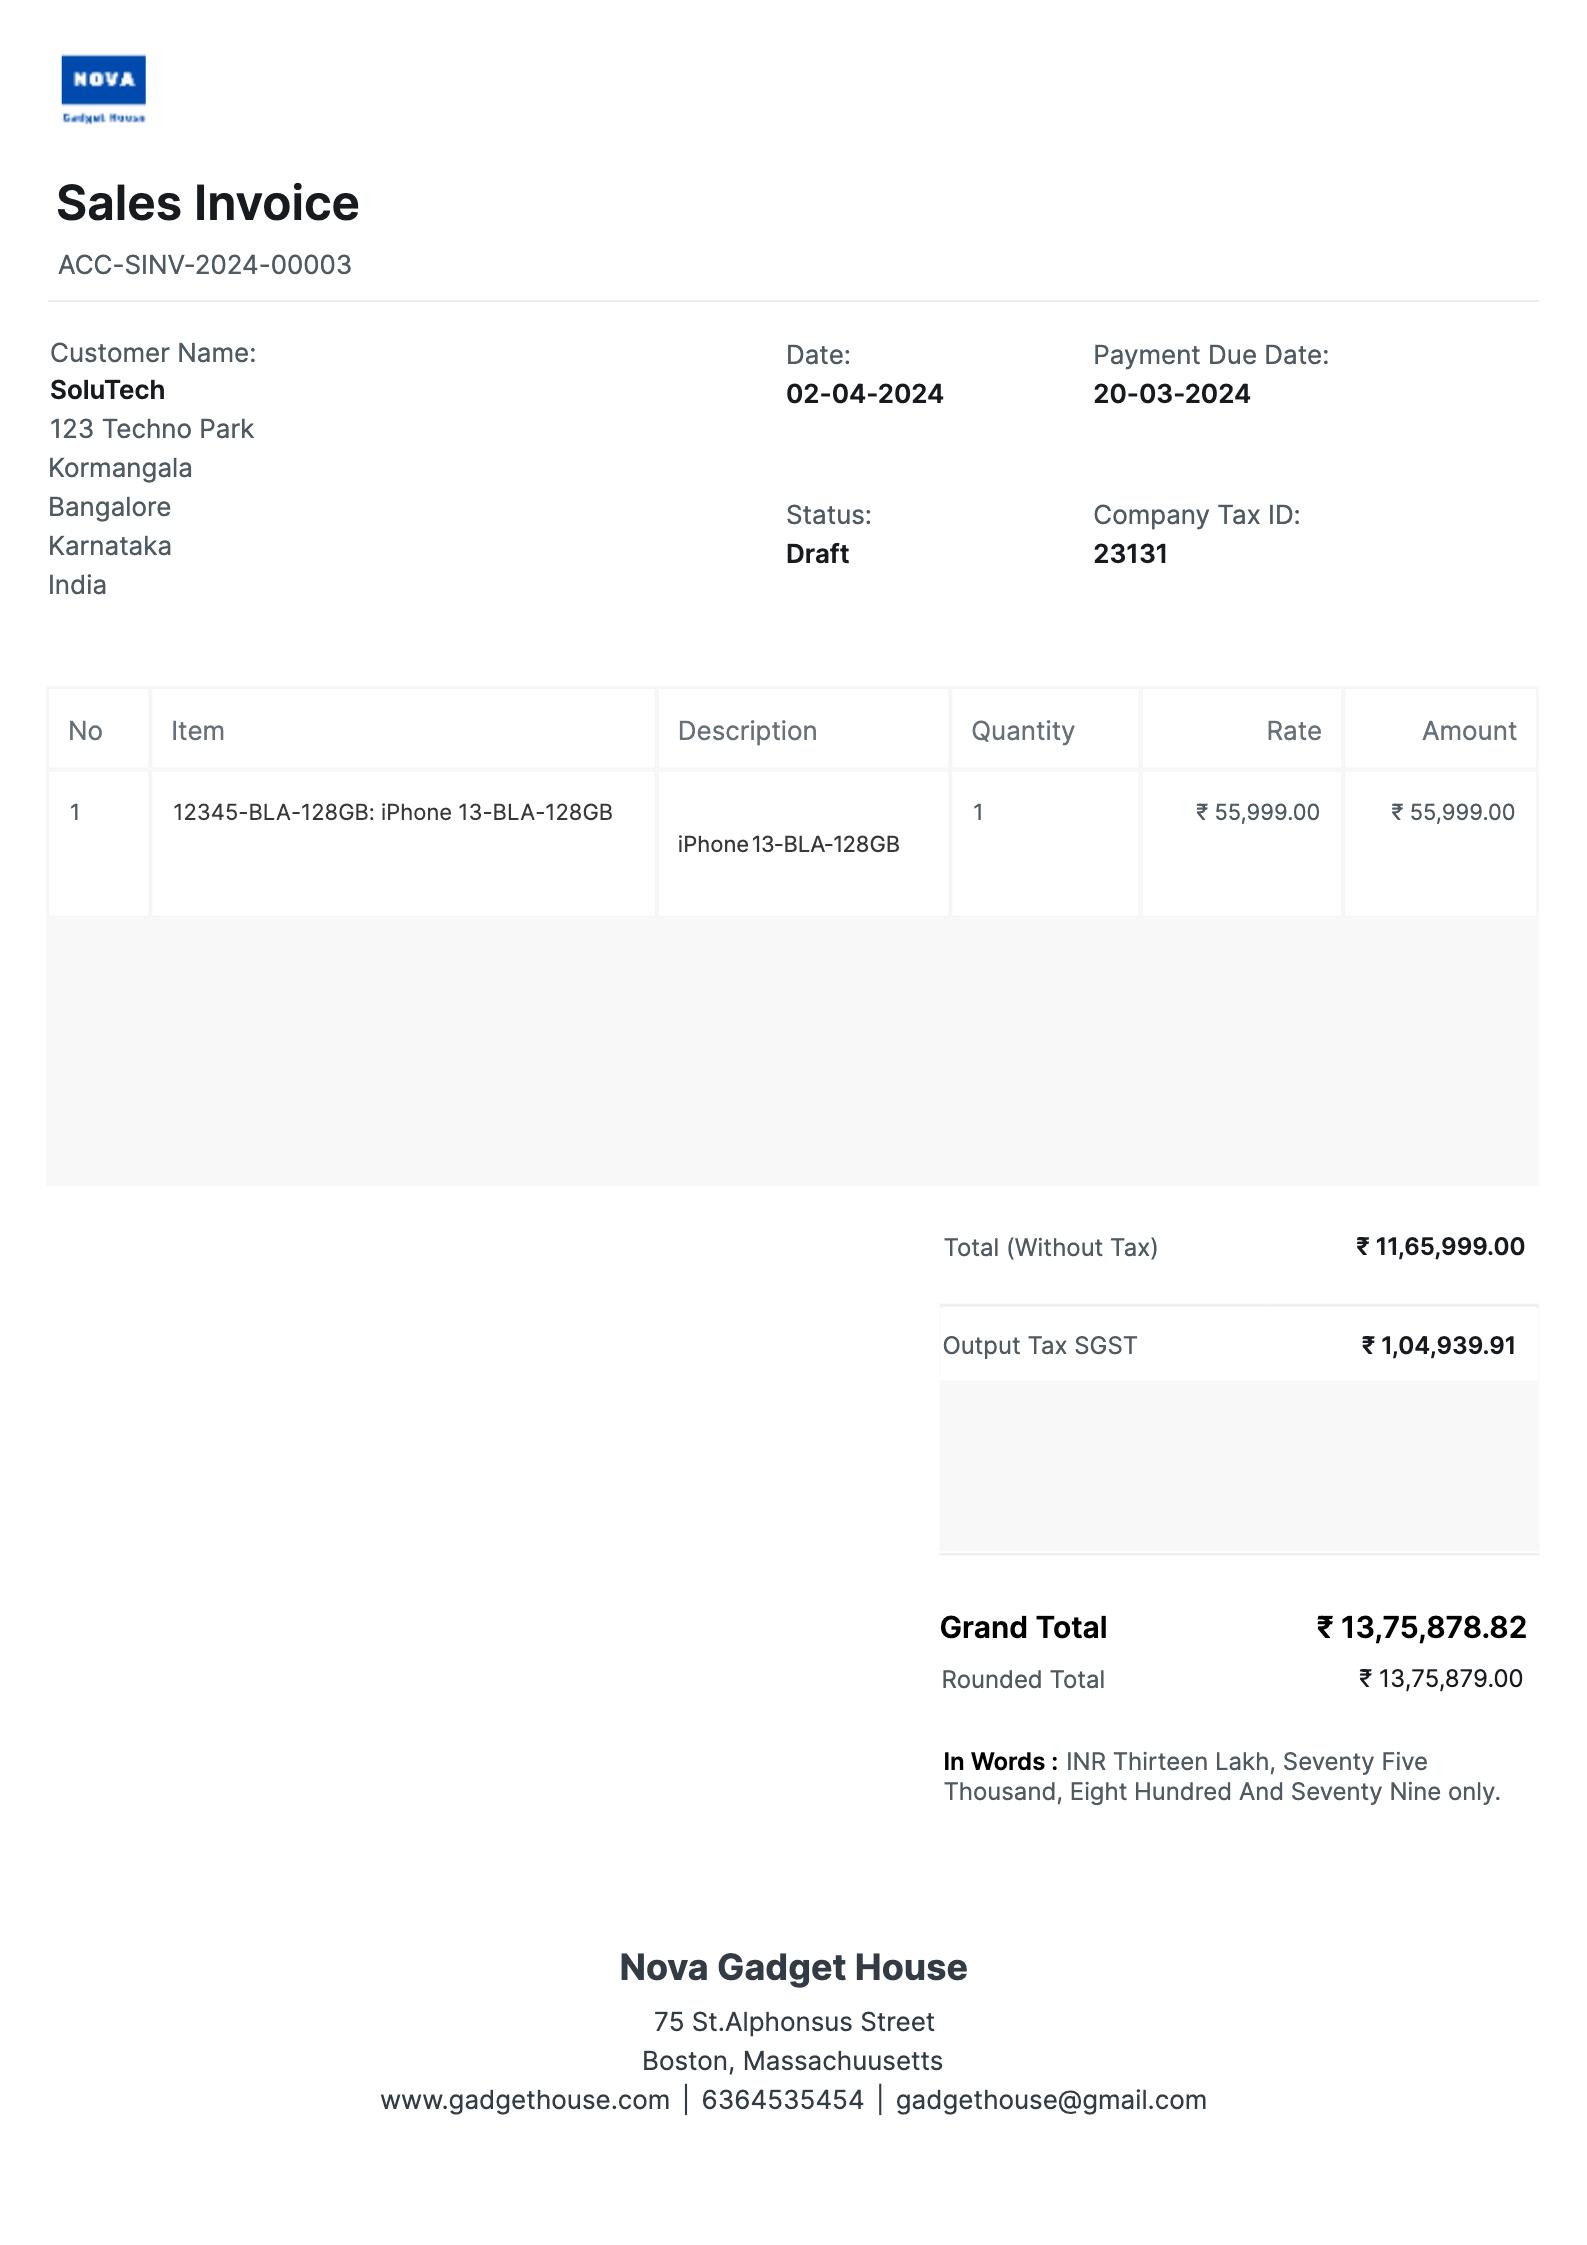 NOVA
Gadget House
Sales Invoice
ACC-SINV-2024-00003
Customer Name:
SoluTech
123 Techno Park
Kormangala
Bangalore
Karnataka
India
Date:
02-04-2024
Payment Due Date:
20-03-2024
Status:
Draft
Company Tax ID:
23131
No Item Description Quantity Rate Amount
1 12345-BLA-128GB: iPhone 13-BLA-128GB iPhone 13-BLA-128GB 1 ₹ 55,999.00 ₹ 55,999.00
Total (Without Tax) ₹ 11,65,999.00
Output Tax SGST ₹ 1,04,939.91
Grand Total ₹ 13,75,878.82
Rounded Total ₹ 13,75,879.00
In Words : INR Thirteen Lakh, Seventy Five
Thousand, Eight Hundred And Seventy Nine only.
Nova Gadget House
75 St.Alphonsus Street
Boston, Massachuusetts
www.gadgethouse.com | 6364535454 | gadgethouse@gmail.com